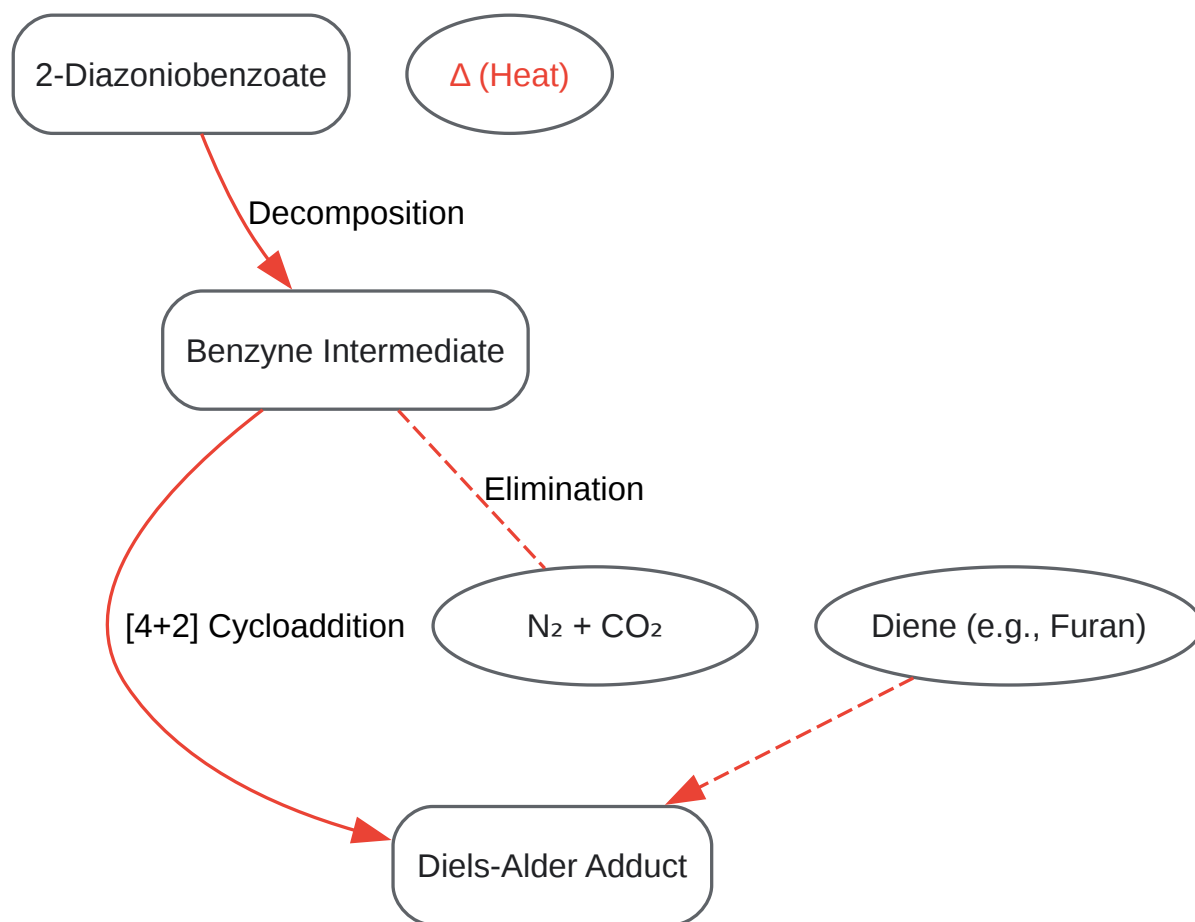 2-Diazoniobenzoate
Δ (Heat)
Decomposition
Benzyne Intermediate
Elimination
[4+2] Cycloaddition
N₂ + CO₂
Diene (e.g., Furan)
Diels-Alder Adduct